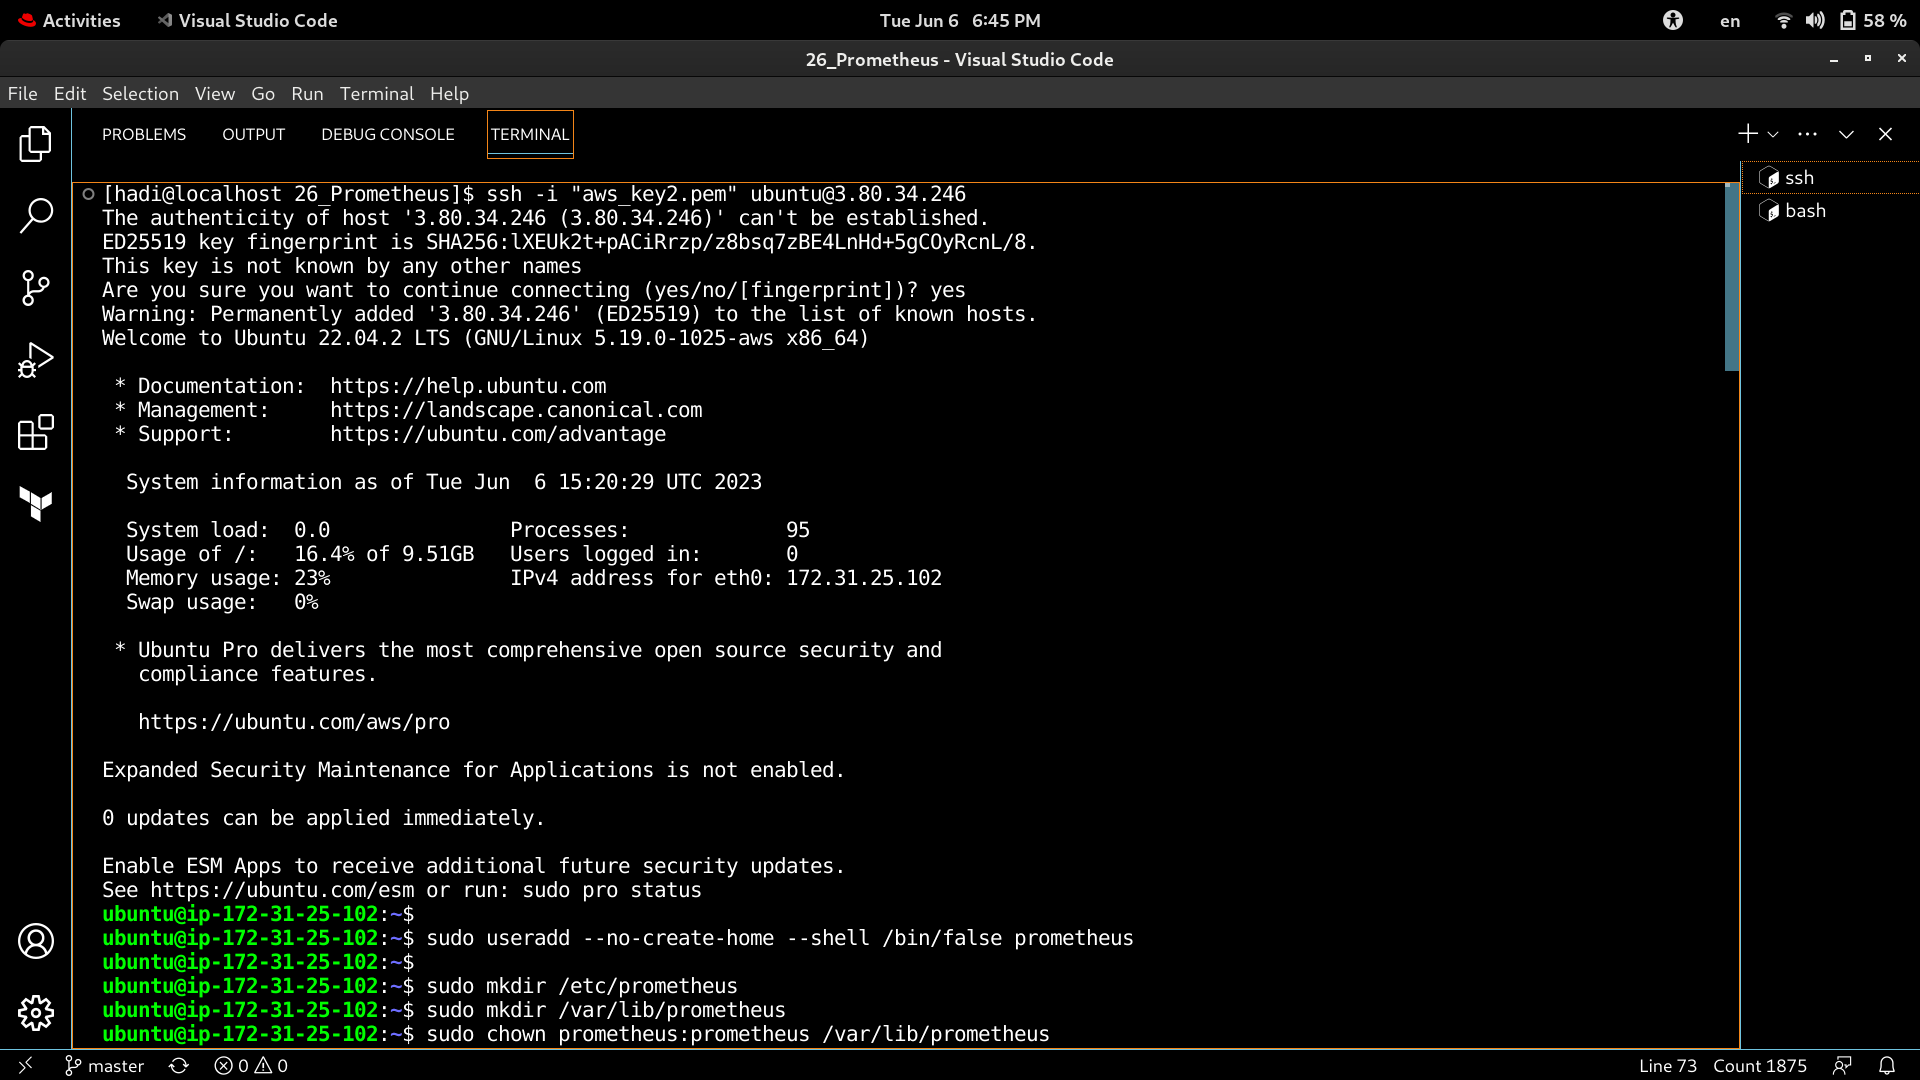 Activities   Visual Studio Code   Tue Jun 6   6:45 PM   en   58 %
26_Prometheus - Visual Studio Code
File   Edit   Selection   View   Go   Run   Terminal   Help
PROBLEMS   OUTPUT   DEBUG CONSOLE   TERMINAL
ssh
bash
[hadi@localhost 26_Prometheus]$ ssh -i "aws_key2.pem" ubuntu@3.80.34.246
The authenticity of host '3.80.34.246 (3.80.34.246)' can't be established.
ED25519 key fingerprint is SHA256:lXEUk2t+pACiRrzp/z8bsq7zBE4LnHd+5gCOyRcnL/8.
This key is not known by any other names
Are you sure you want to continue connecting (yes/no/[fingerprint])? yes
Warning: Permanently added '3.80.34.246' (ED25519) to the list of known hosts.
Welcome to Ubuntu 22.04.2 LTS (GNU/Linux 5.19.0-1025-aws x86_64)
 * Documentation:  https://help.ubuntu.com
 * Management:     https://landscape.canonical.com
 * Support:        https://ubuntu.com/advantage
  System information as of Tue Jun  6 15:20:29 UTC 2023
  System load:  0.0               Processes:             95
  Usage of /:   16.4% of 9.51GB   Users logged in:       0
  Memory usage: 23%               IPv4 address for eth0: 172.31.25.102
  Swap usage:   0%
 * Ubuntu Pro delivers the most comprehensive open source security and
   compliance features.
   https://ubuntu.com/aws/pro
Expanded Security Maintenance for Applications is not enabled.
0 updates can be applied immediately.
Enable ESM Apps to receive additional future security updates.
See https://ubuntu.com/esm or run: sudo pro status
ubuntu@ip-172-31-25-102:~$
ubuntu@ip-172-31-25-102:~$ sudo useradd --no-create-home --shell /bin/false prometheus
ubuntu@ip-172-31-25-102:~$
ubuntu@ip-172-31-25-102:~$ sudo mkdir /etc/prometheus
ubuntu@ip-172-31-25-102:~$ sudo mkdir /var/lib/prometheus
ubuntu@ip-172-31-25-102:~$ sudo chown prometheus:prometheus /var/lib/prometheus
master   0   0   Line 73   Count 1875